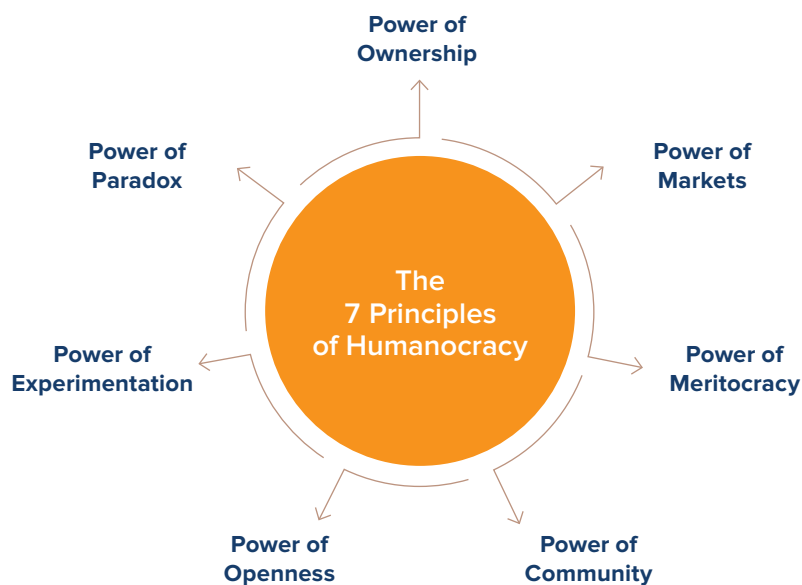 Power of
Ownership
Power of
Paradox
Power of
Markets
The
7 Principles
of Humanocracy
Power of
Experimentation
Power of
Meritocracy
Power of
Openness
Power of
Community